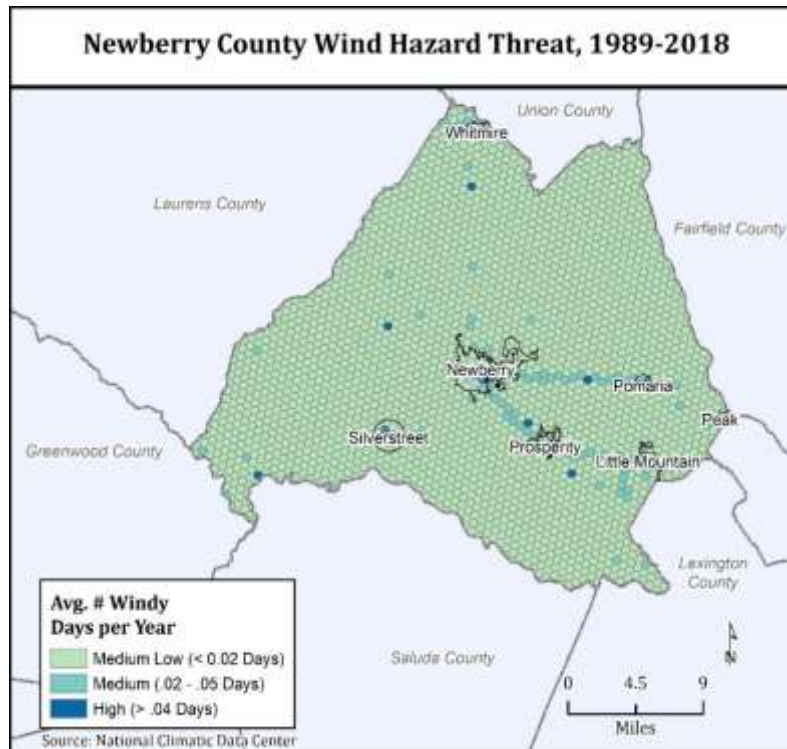 Newberry County Wind Hazard Threat, 1989-2018
Union County
Whitmire
Laurens County
Fairfield County
Newberry
Pomaria
Peak
Silverstreet
Prosperity
Greenwood County
Little Mountain
Lexington
County
Avg. # Windy
Days per Year
Medium Low (< 0.02 Days)
Medium (.02 - .05 Days)
High (> .04 Days)
Saluda County
N
0 4.5 9
Miles
Source: National Climatic Data Center